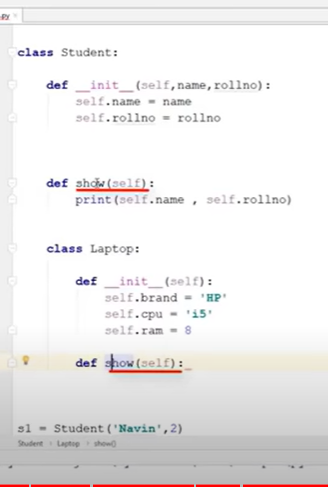 .py
class Student:
def __init__(self,name,rollno):
self.name = name
self.rollno = rollno
def show(self):
print(self.name , self.rollno)
class Laptop:
def __init__(self):
self.brand = 'HP'
self.cpu = 'i5'
self.ram = 8
def show(self):
s1 = Student('Navin',2)
Student › Laptop › show()